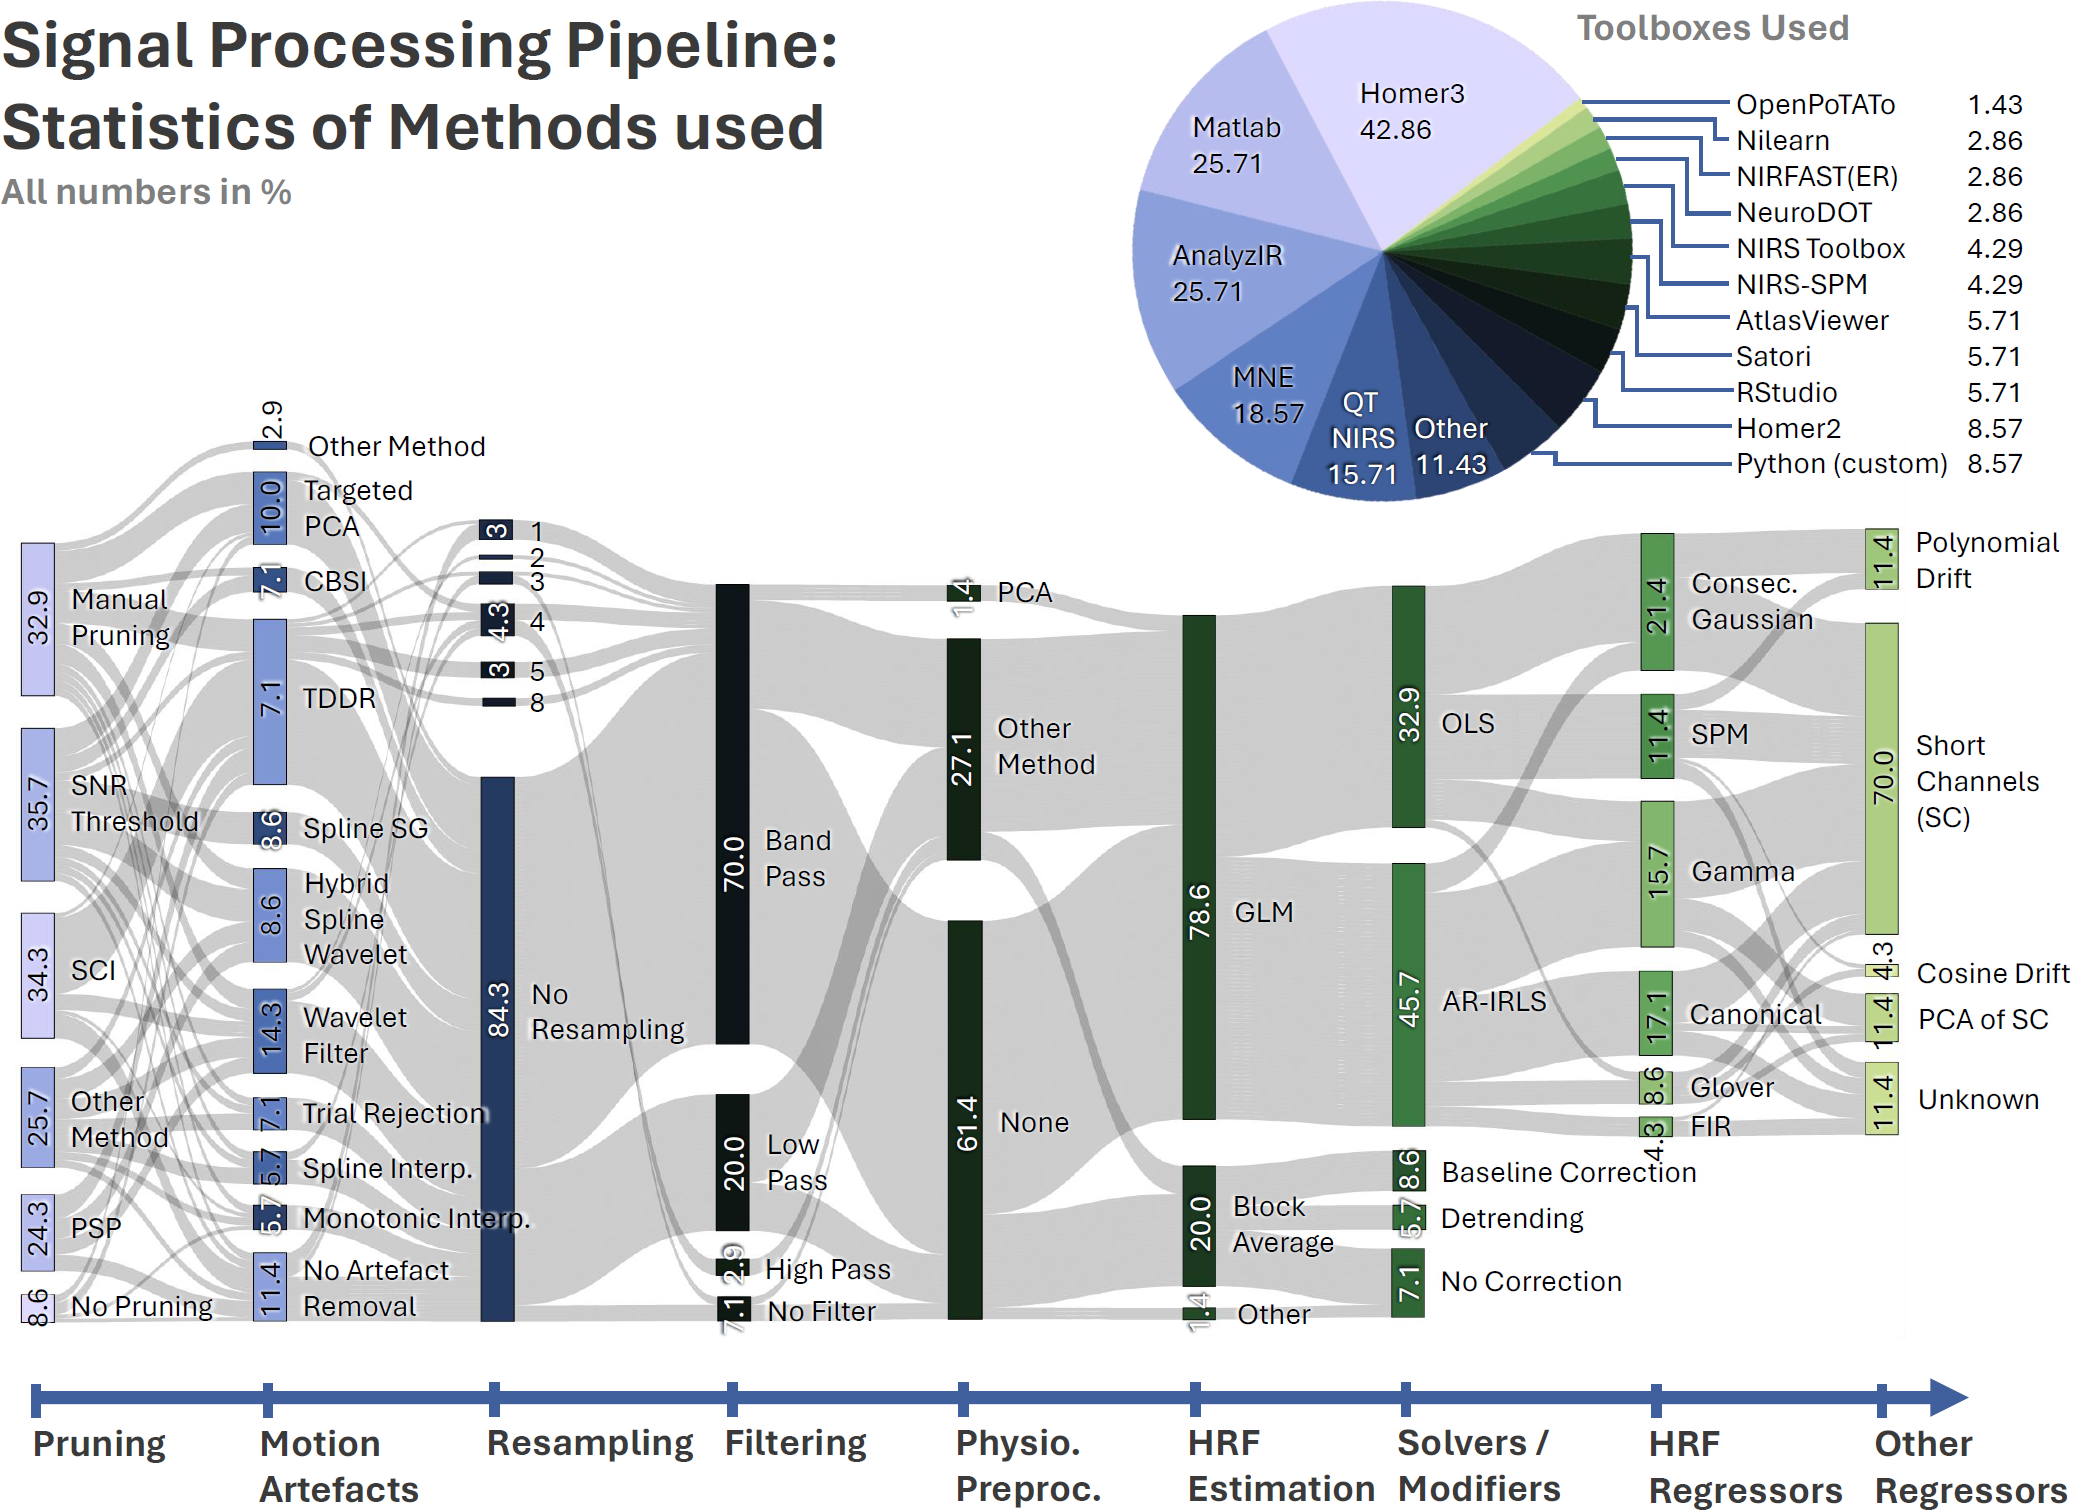 Signal Processing Pipeline:
Statistics of Methods used
All numbers in %
Toolboxes Used
Homer3
42.86
Matlab
25.71
AnalyzIR
25.71
MNE
18.57
QT
NIRS
15.71
Other
11.43
OpenPoTATo 1.43
Nilearn 2.86
NIRFAST(ER) 2.86
NeuroDOT 2.86
NIRS Toolbox 4.29
NIRS-SPM 4.29
AtlasViewer 5.71
Satori 5.71
RStudio 5.71
Homer2 8.57
Python (custom) 8.57
32.9
Manual
Pruning
35.7
SNR
Threshold
34.3
SCI
25.7
Other
Method
24.3
PSP
8.6
No Pruning
2.9
Other Method
10.0
Targeted
PCA
7.1
CBSI
7.1
TDDR
8.6
Spline SG
8.6
Hybrid
Spline
Wavelet
14.3
Wavelet
Filter
7.1
Trial Rejection
5.7
Spline Interp.
5.7
Monotonic Interp.
11.4
No Artefact
Removal
3
1
2
3
4.3
4
3
5
8
84.3
No
Resampling
70.0
Band
Pass
20.0
Low
Pass
2.9
High Pass
7.1
No Filter
1.4
PCA
27.1
Other
Method
61.4
None
78.6
GLM
20.0
Block
Average
1.4
Other
32.9
OLS
45.7
AR-IRLS
8.6
Baseline Correction
5.7
Detrending
7.1
No Correction
21.4
Consec.
Gaussian
11.4
SPM
15.7
Gamma
17.1
Canonical
8.6
Glover
4.3
FIR
11.4
Polynomial
Drift
70.0
Short
Channels
(SC)
4.3
Cosine Drift
11.4
PCA of SC
11.4
Unknown
Pruning
Motion
Artefacts
Resampling
Filtering
Physio.
Preproc.
HRF
Estimation
Solvers /
Modifiers
HRF
Regressors
Other
Regressors